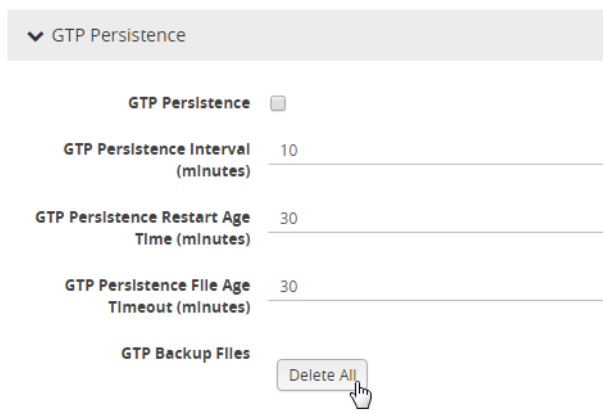 GTP Persistence
GTP Persistence
GTP Persistence Interval
(minutes)
10
GTP Persistence Restart Age
Time (minutes)
30
GTP Persistence File Age
Timeout (minutes)
30
GTP Backup Files
Delete All